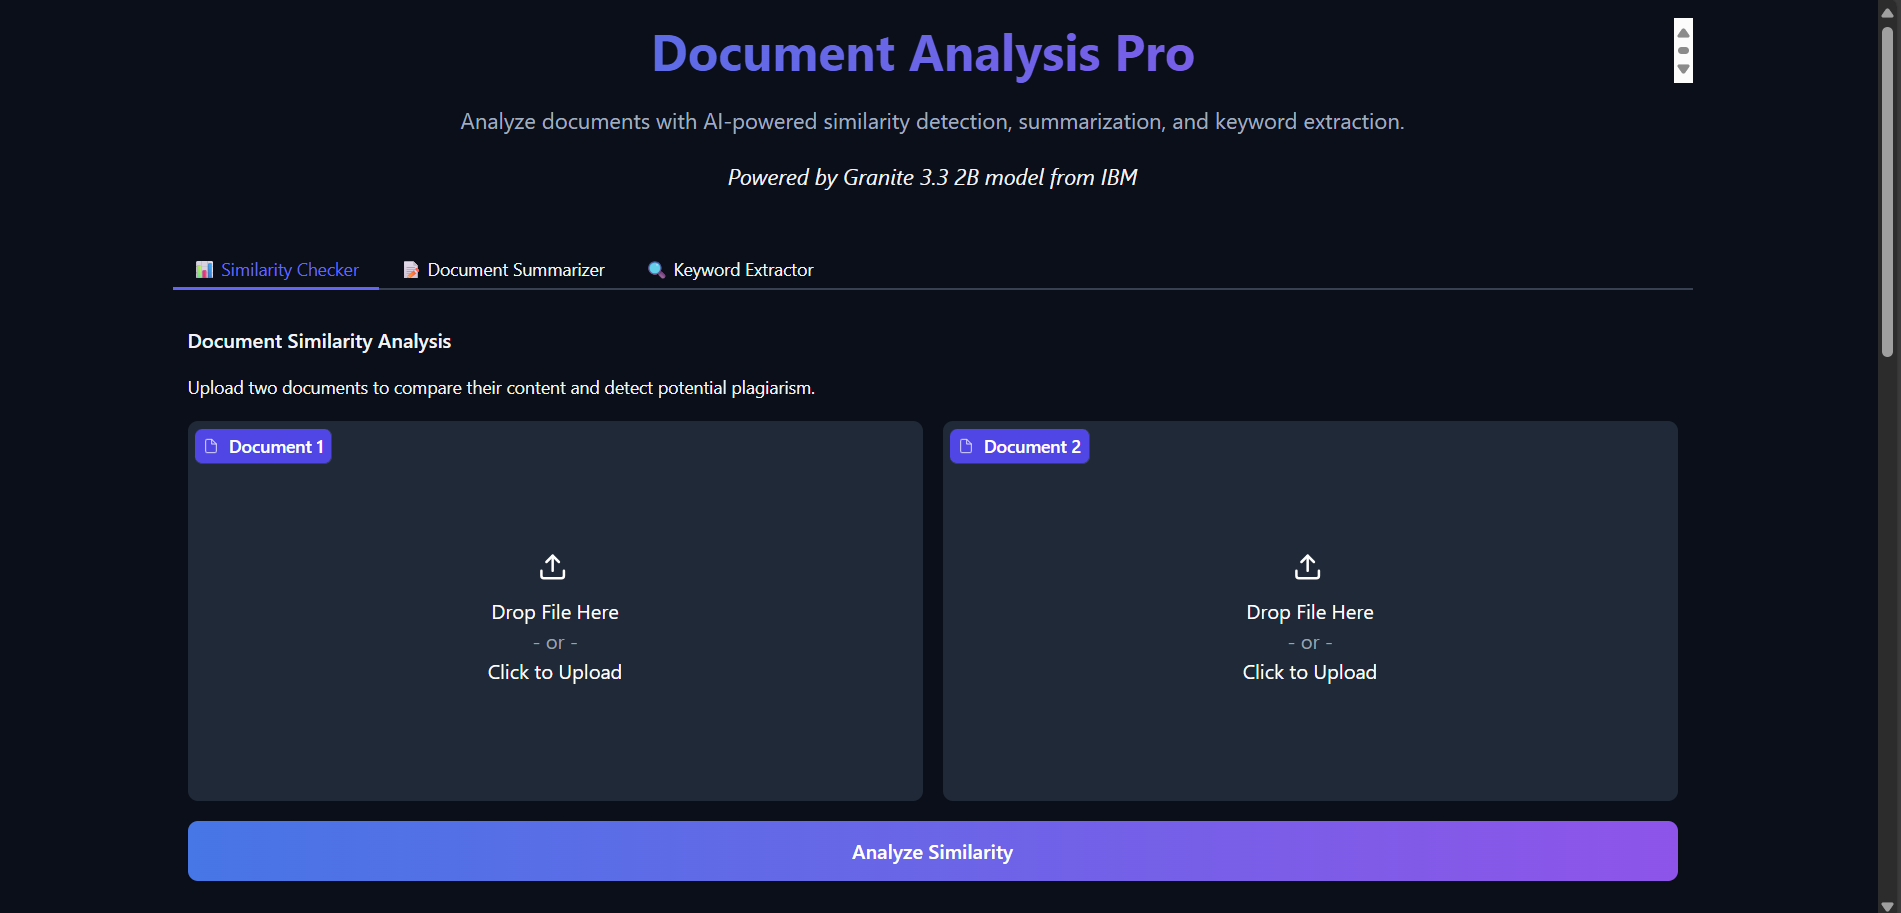 Document Analysis Pro
Analyze documents with AI-powered similarity detection, summarization, and keyword extraction.
Powered by Granite 3.3 2B model from IBM
Similarity Checker
Document Summarizer
Keyword Extractor
Document Similarity Analysis
Upload two documents to compare their content and detect potential plagiarism.
Document 1
Drop File Here
- or -
Click to Upload
Document 2
Drop File Here
- or -
Click to Upload
Analyze Similarity